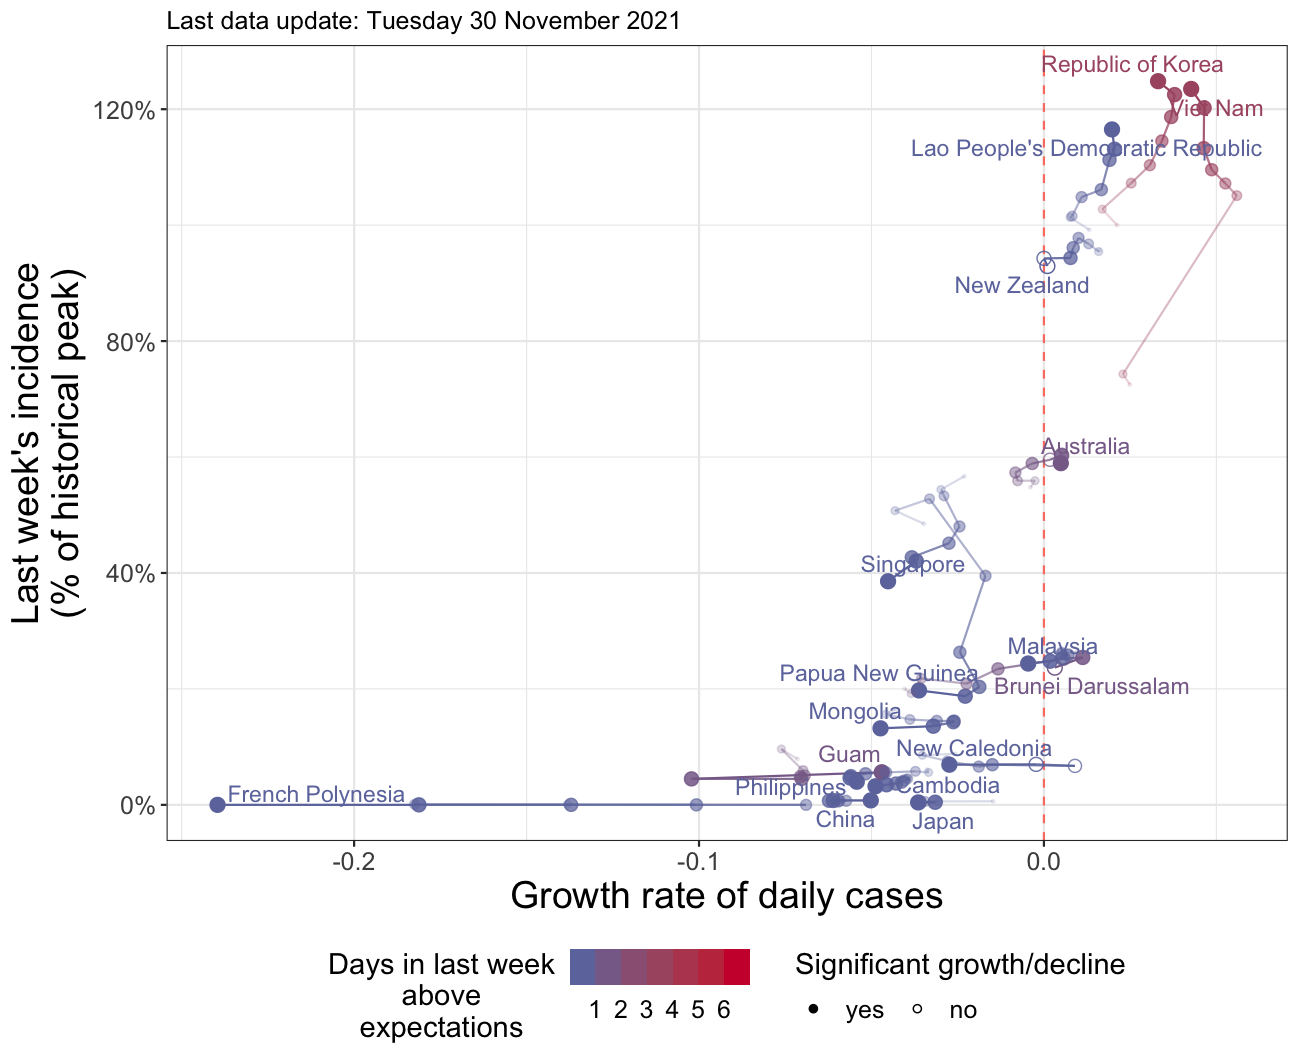 Last data update: Tuesday 30 November 2021
Last week's incidence
(% of historical peak)
120%
80%
40%
0%
Republic of Korea
Viet Nam
Lao People's Democratic Republic
New Zealand
Australia
Singapore
Malaysia
Papua New Guinea
Brunei Darussalam
Mongolia
New Caledonia
Guam
Philippines
Cambodia
French Polynesia
China
Japan
-0.2
-0.1
0.0
Growth rate of daily cases
Days in last week
above
expectations
1 2 3 4 5 6
Significant growth/decline
yes
no